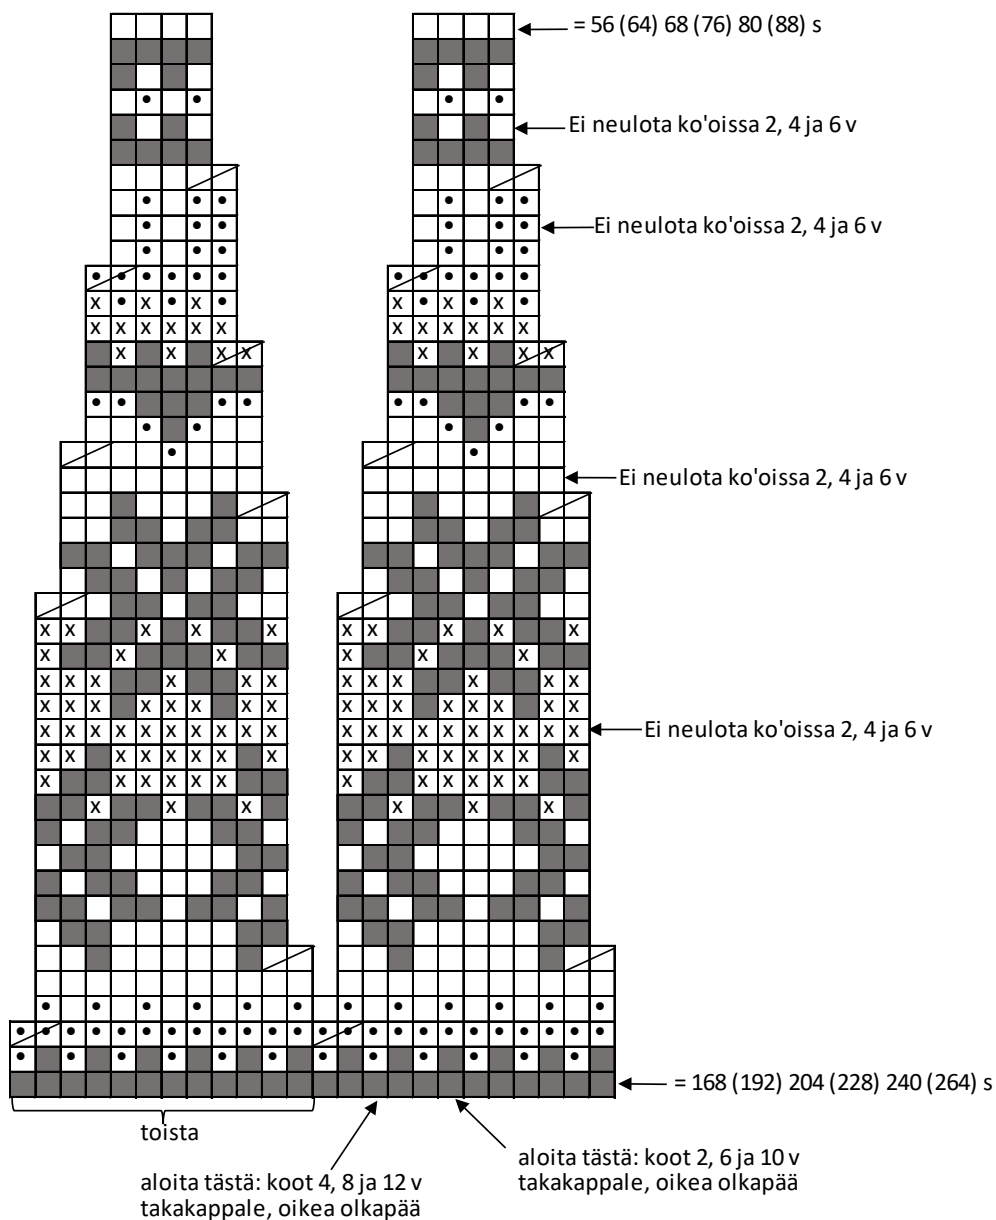 = 56 (64) 68 (76) 80 (88) s
Ei neulota ko'oissa 2, 4 ja 6 v
Ei neulota ko'oissa 2, 4 ja 6 v
Ei neulota ko'oissa 2, 4 ja 6 v
Ei neulota ko'oissa 2, 4 ja 6 v
= 168 (192) 204 (228) 240 (264) s
toista
aloita tästä: koot 4, 8 ja 12 v
takakappale, oikea olkapää
aloita tästä: koot 2, 6 ja 10 v
takakappale, oikea olkapää